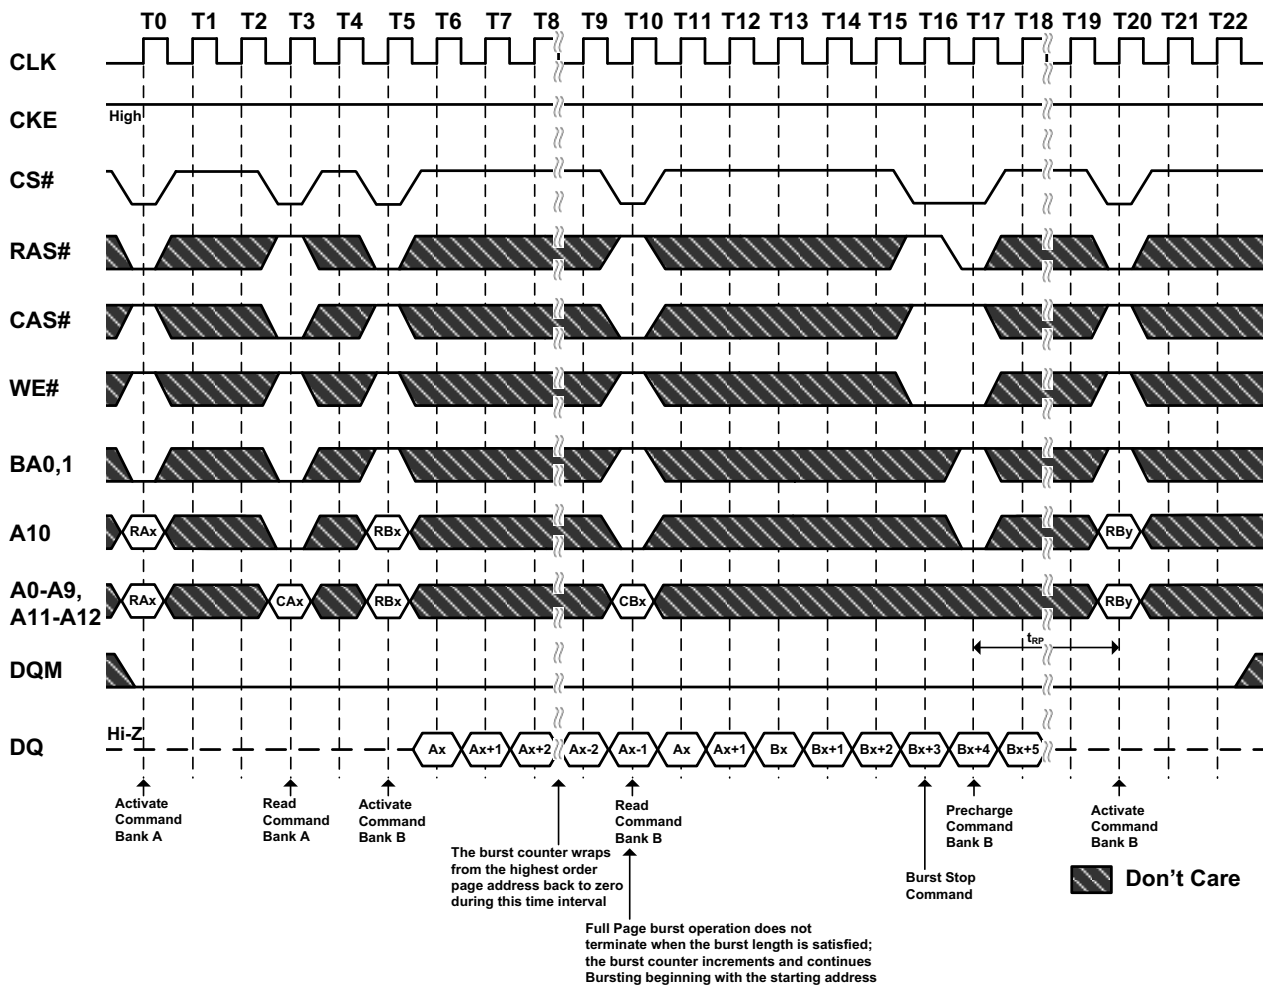 T0 T1 T2 T3 T4 T5 T6 T7 T8 T9 T10 T11 T12 T13 T14 T15 T16 T17 T18 T19 T20 T21 T22
CLK
CKE High
CS#
RAS#
CAS#
WE#
BA0,1
A10 RAx RBx RBy
A0-A9,
A11-A12 RAx CAx RBx CBx RBy
tRP
DQM
DQ Hi-Z Ax Ax+1 Ax+2 Ax-2 Ax-1 Ax Ax+1 Bx Bx+1 Bx+2 Bx+3 Bx+4 Bx+5
Activate
Command
Bank A
Read
Command
Bank A
Activate
Command
Bank B
The burst counter wraps
from the highest order
page address back to zero
during this time interval
Read
Command
Bank B
Full Page burst operation does not
terminate when the burst length is satisfied;
the burst counter increments and continues
Bursting beginning with the starting address
Burst Stop
Command
Precharge
Command
Bank B
Activate
Command
Bank B
Don't Care